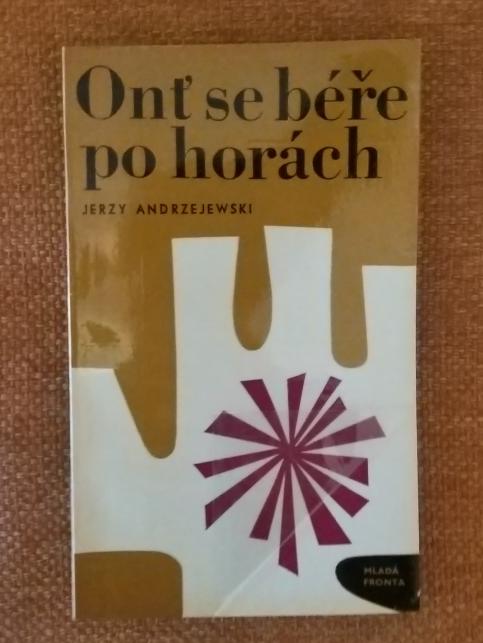 Onť se béře
po horách
JERZY ANDRZEJEWSKI
MLADÁ
FRONTA